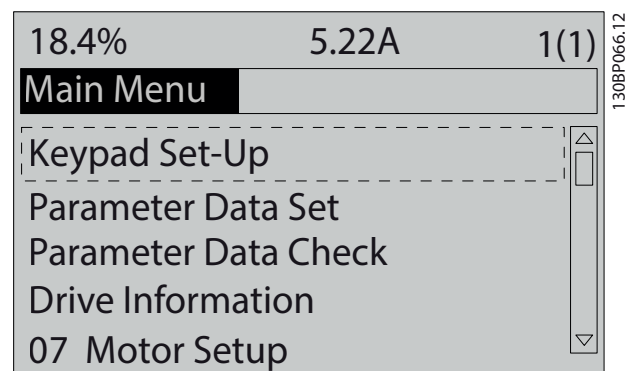 18.4% 5.22A 1(1)
Main Menu
Keypad Set-Up
Parameter Data Set
Parameter Data Check
Drive Information
07 Motor Setup
130BP066.12